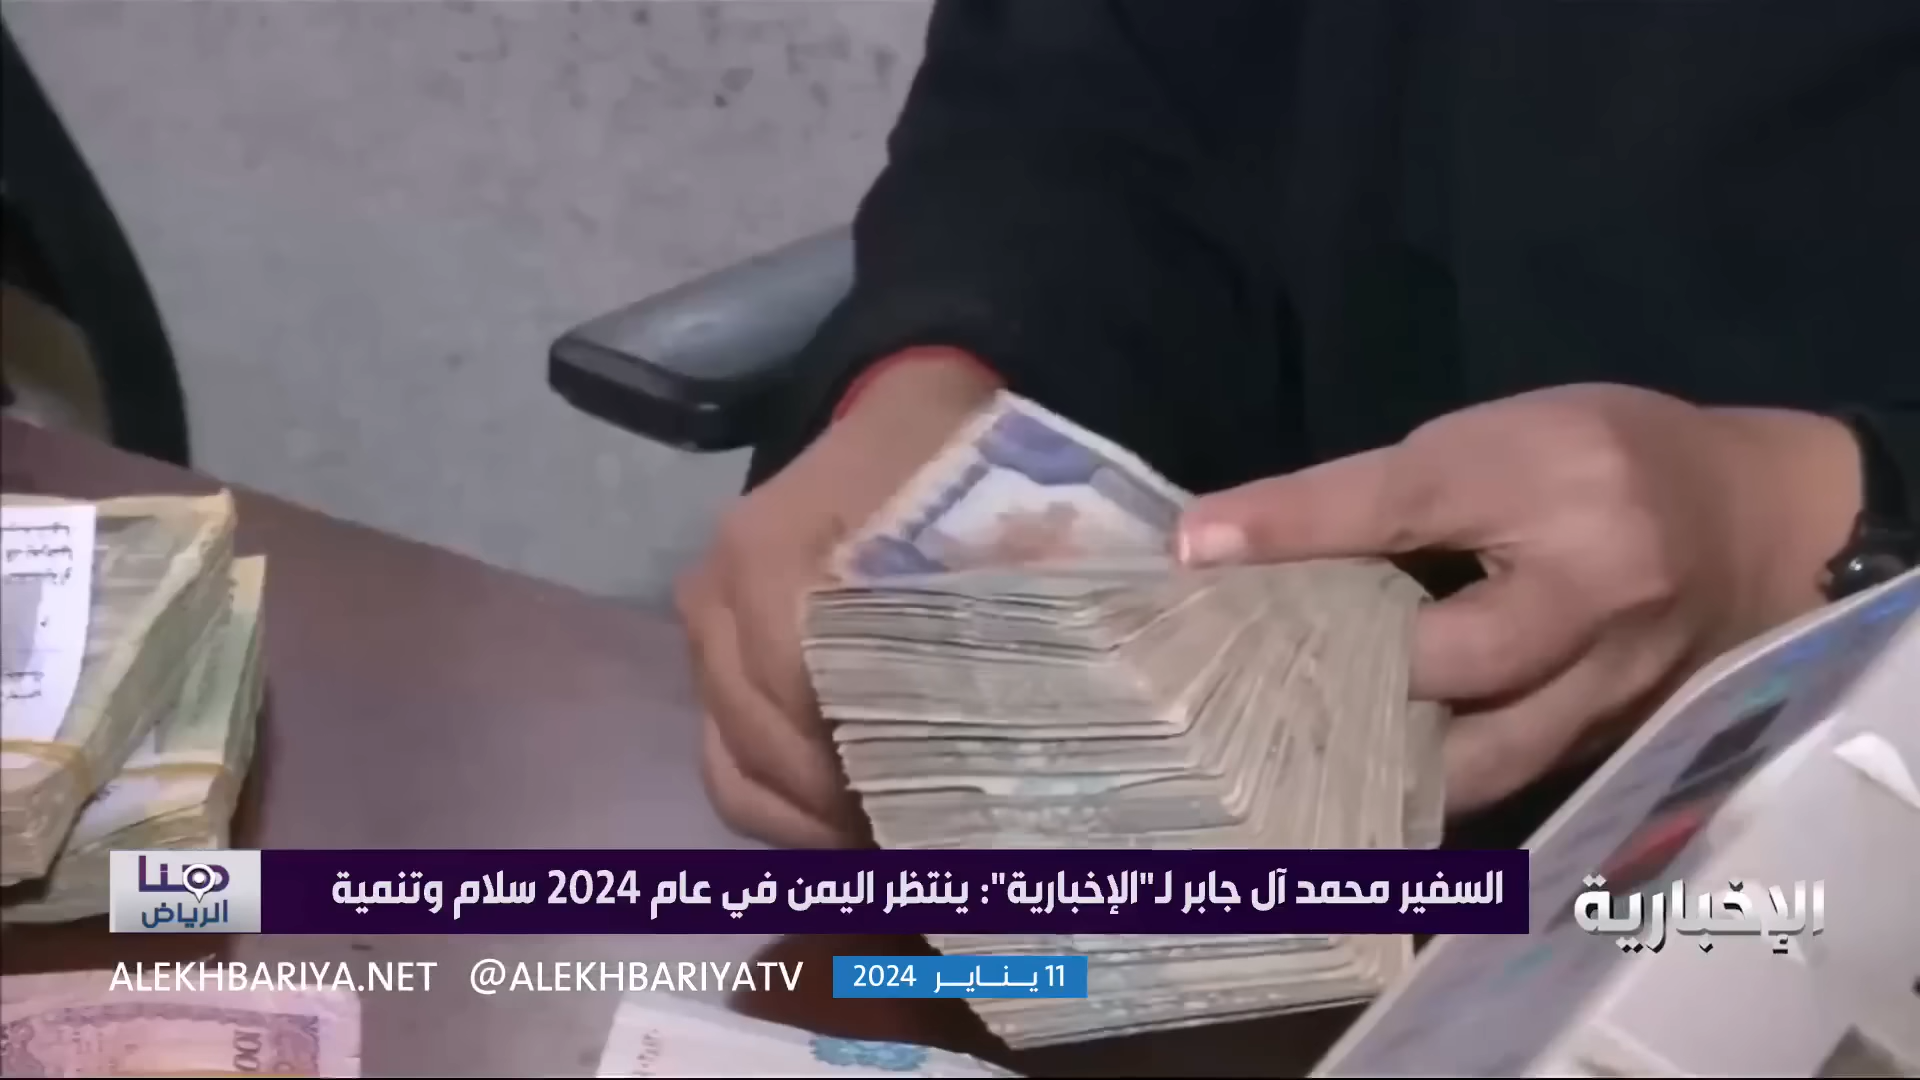 السفير محمد آل جابر لـ"الإخبارية": ينتظر اليمن في عام 2024 سلام وتنمية
هنا
الرياض
الإخبارية
11 يناير 2024
@ALEKHBARIYATV
ALEKHBARIYA.NET
100